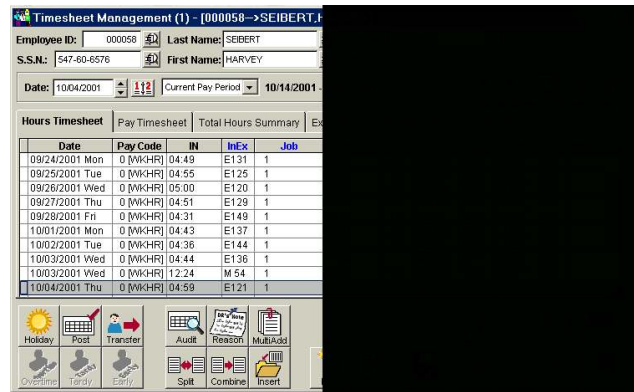 Timesheet Management (1) - [000058-->SEIBERT,H
Employee ID: 000058 Last Name: SEIBERT
S.S.N.: 547-60-6576 First Name: HARVEY
Date: 10/04/2001 Current Pay Period 10/14/2001 -
Hours Timesheet Pay Timesheet Total Hours Summary Ex
Date Pay Code IN InEx Job
09/24/2001 Mon 0 [WKHR] 04:49 E131 1
09/25/2001 Tue 0 [WKHR] 04:55 E125 1
09/26/2001 Wed 0 [WKHR] 05:00 E120 1
09/27/2001 Thu 0 [WKHR] 04:51 E129 1
09/28/2001 Fri 0 [WKHR] 04:31 E149 1
10/01/2001 Mon 0 [WKHR] 04:43 E137 1
10/02/2001 Tue 0 [WKHR] 04:36 E144 1
10/03/2001 Wed 0 [WKHR] 04:44 E136 1
10/03/2001 Wed 0 [WKHR] 12:24 M 54 1
10/04/2001 Thu 0 [WKHR] 04:59 E121 1
Holiday Post Transfer Audit Reason MultiAdd
Overtime Tardy Early Split Combine Insert